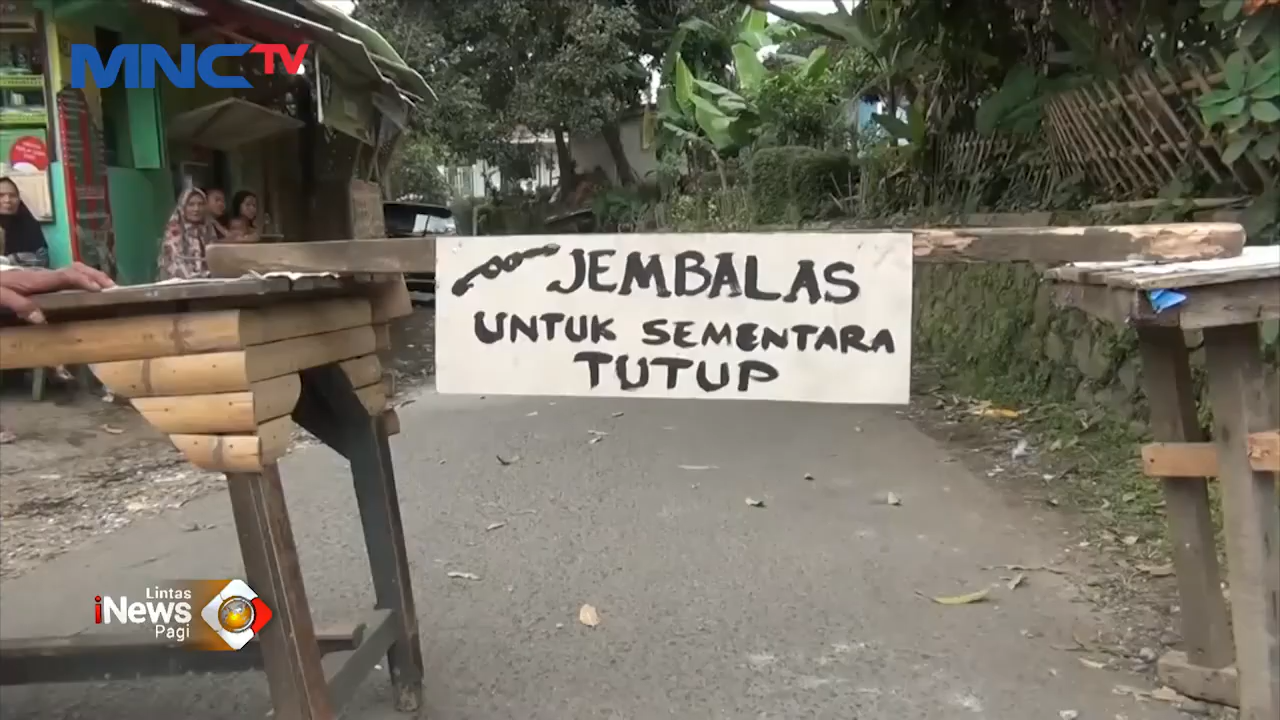 MNCTV
JEMBALAS
UNTUK SEMENTARA
TUTUP
Lintas
iNews
Pagi